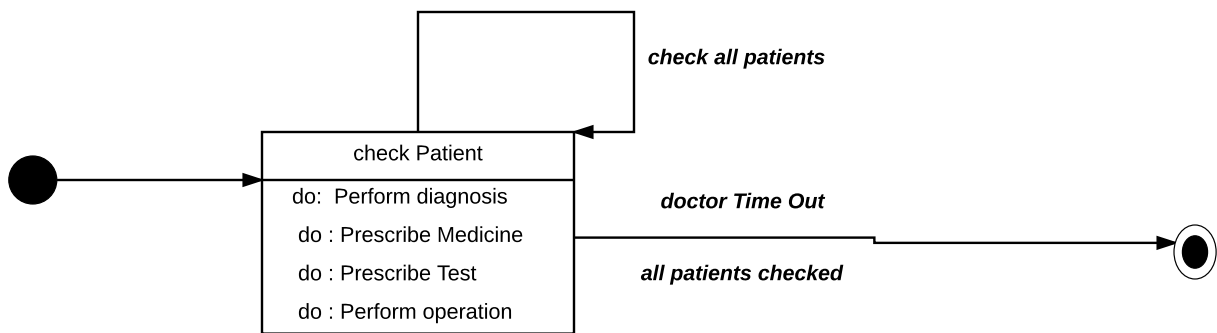 check all patients
check Patient
do: Perform diagnosis
do : Prescribe Medicine
do : Prescribe Test
do : Perform operation
doctor Time Out
all patients checked